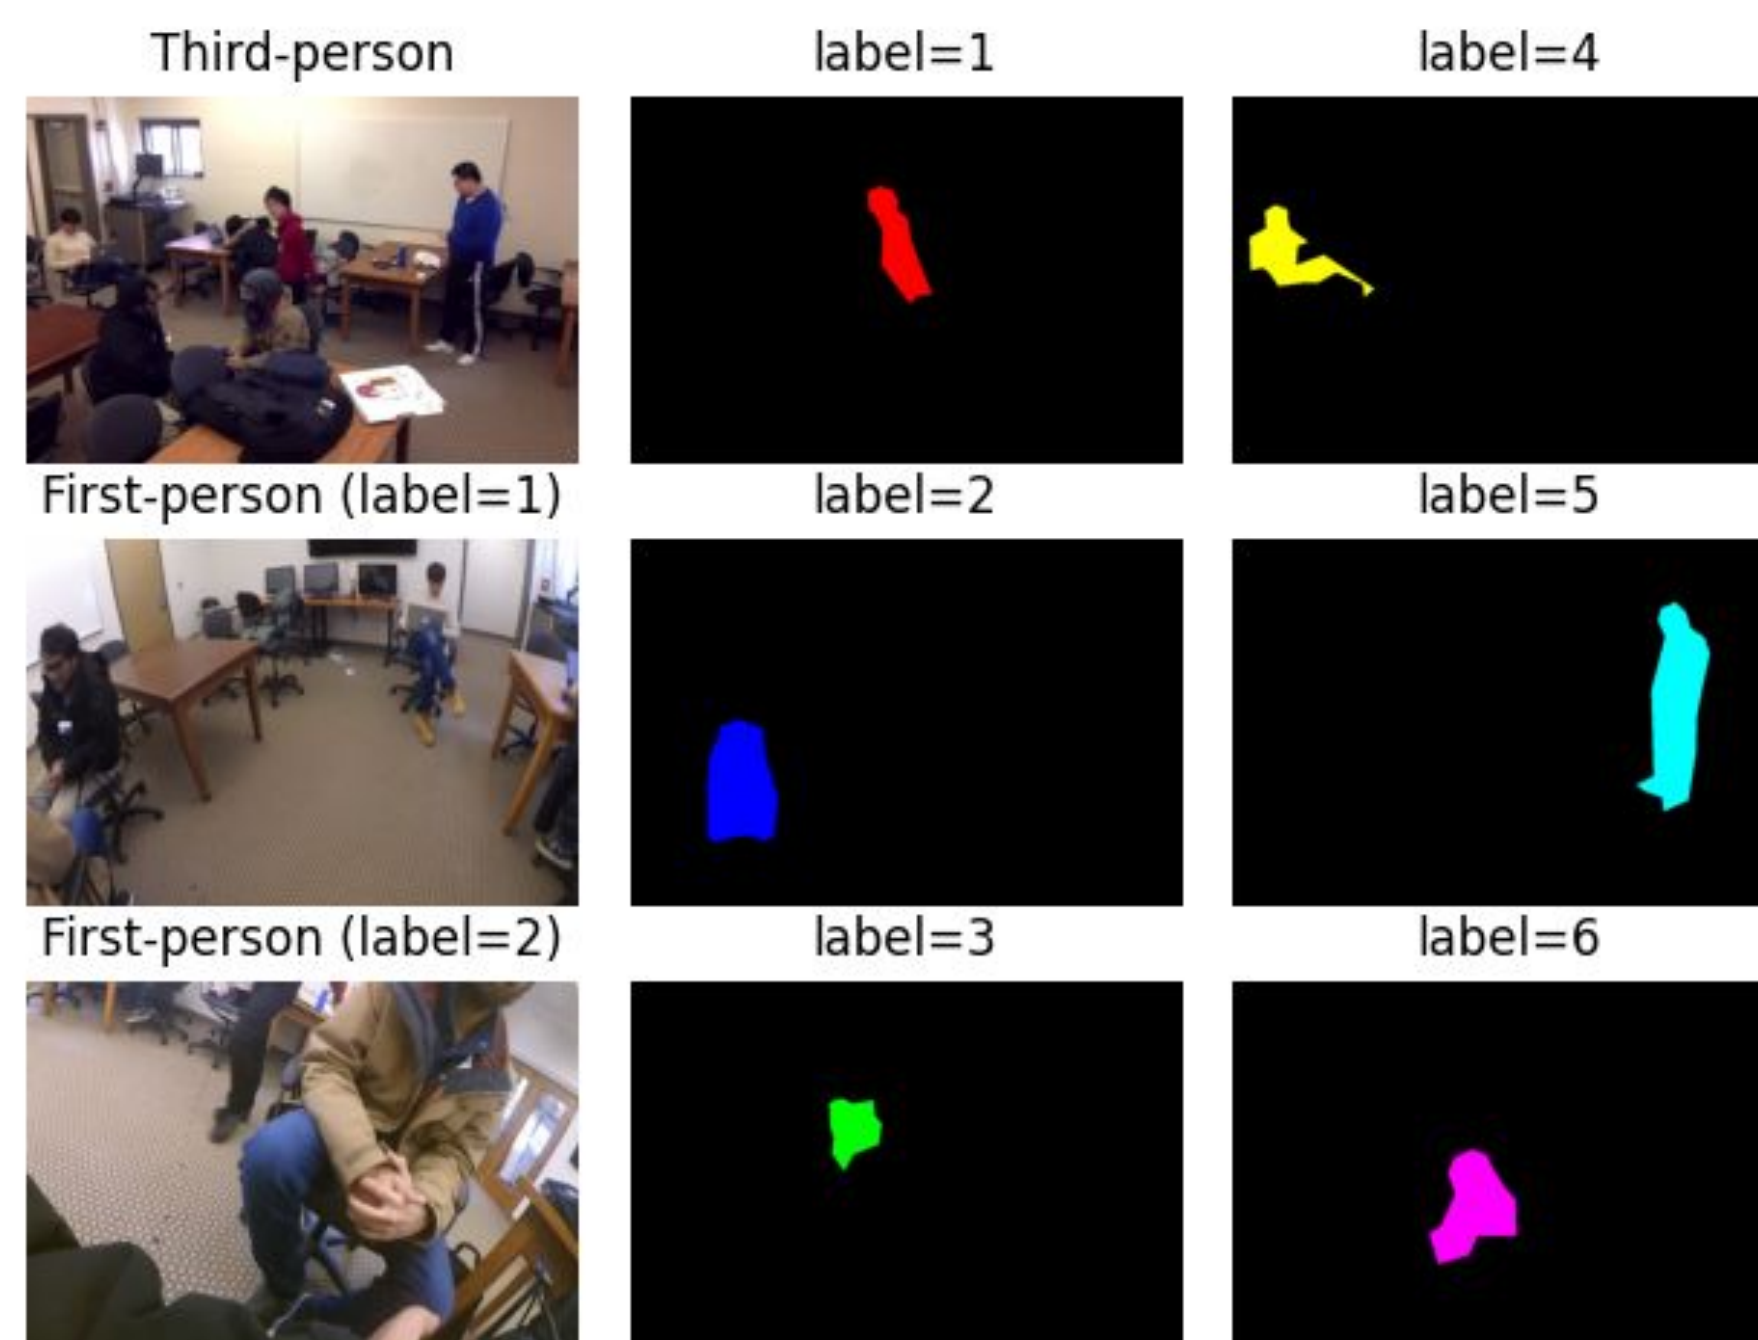 Third-person
label=1
label=4
First-person (label=1)
label=2
label=5
First-person (label=2)
label=3
label=6